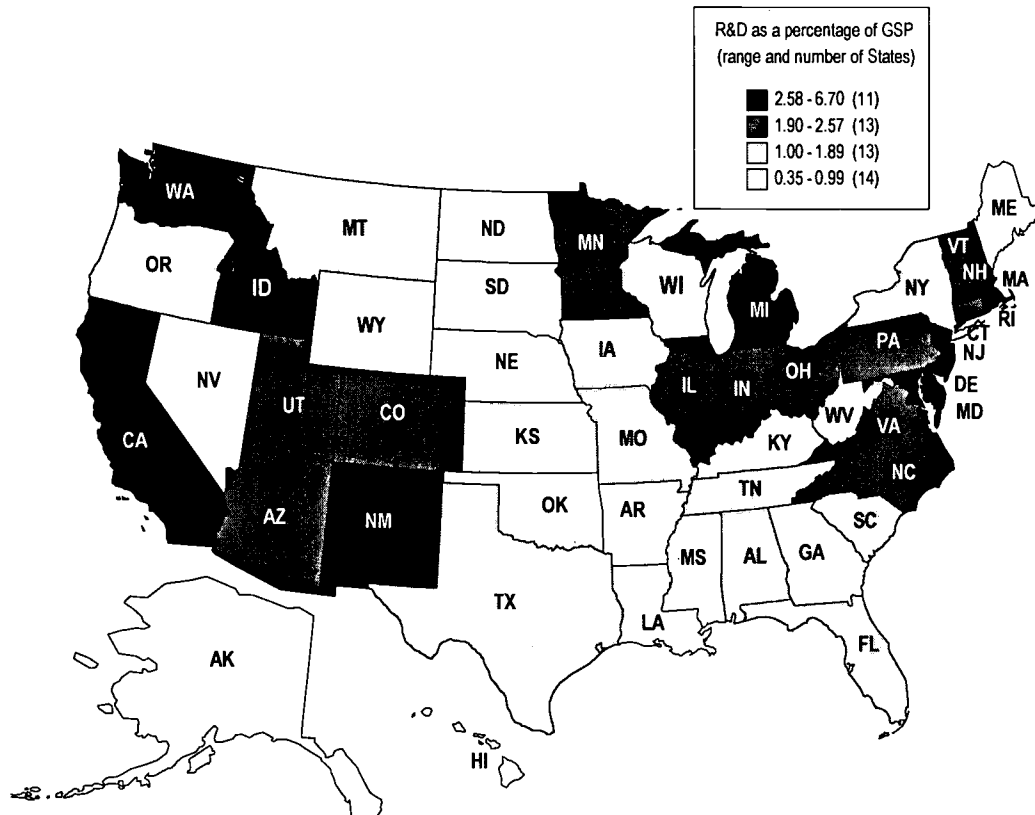 R&D as a percentage of GSP
(range and number of States)
2.58 - 6.70 (11)
1.90 - 2.57 (13)
1.00 - 1.89 (13)
0.35 - 0.99 (14)
WA
MT
ND
MN
ME
VT
NH
MA
OR
ID
SD
WI
NY
RI
WY
MI
CT
NJ
PA
IA
NE
NV
UT
CO
IL
IN
OH
DE
MD
WV
VA
CA
KS
MO
KY
NC
TN
AZ
NM
OK
AR
SC
MS
AL
GA
TX
LA
FL
AK
HI